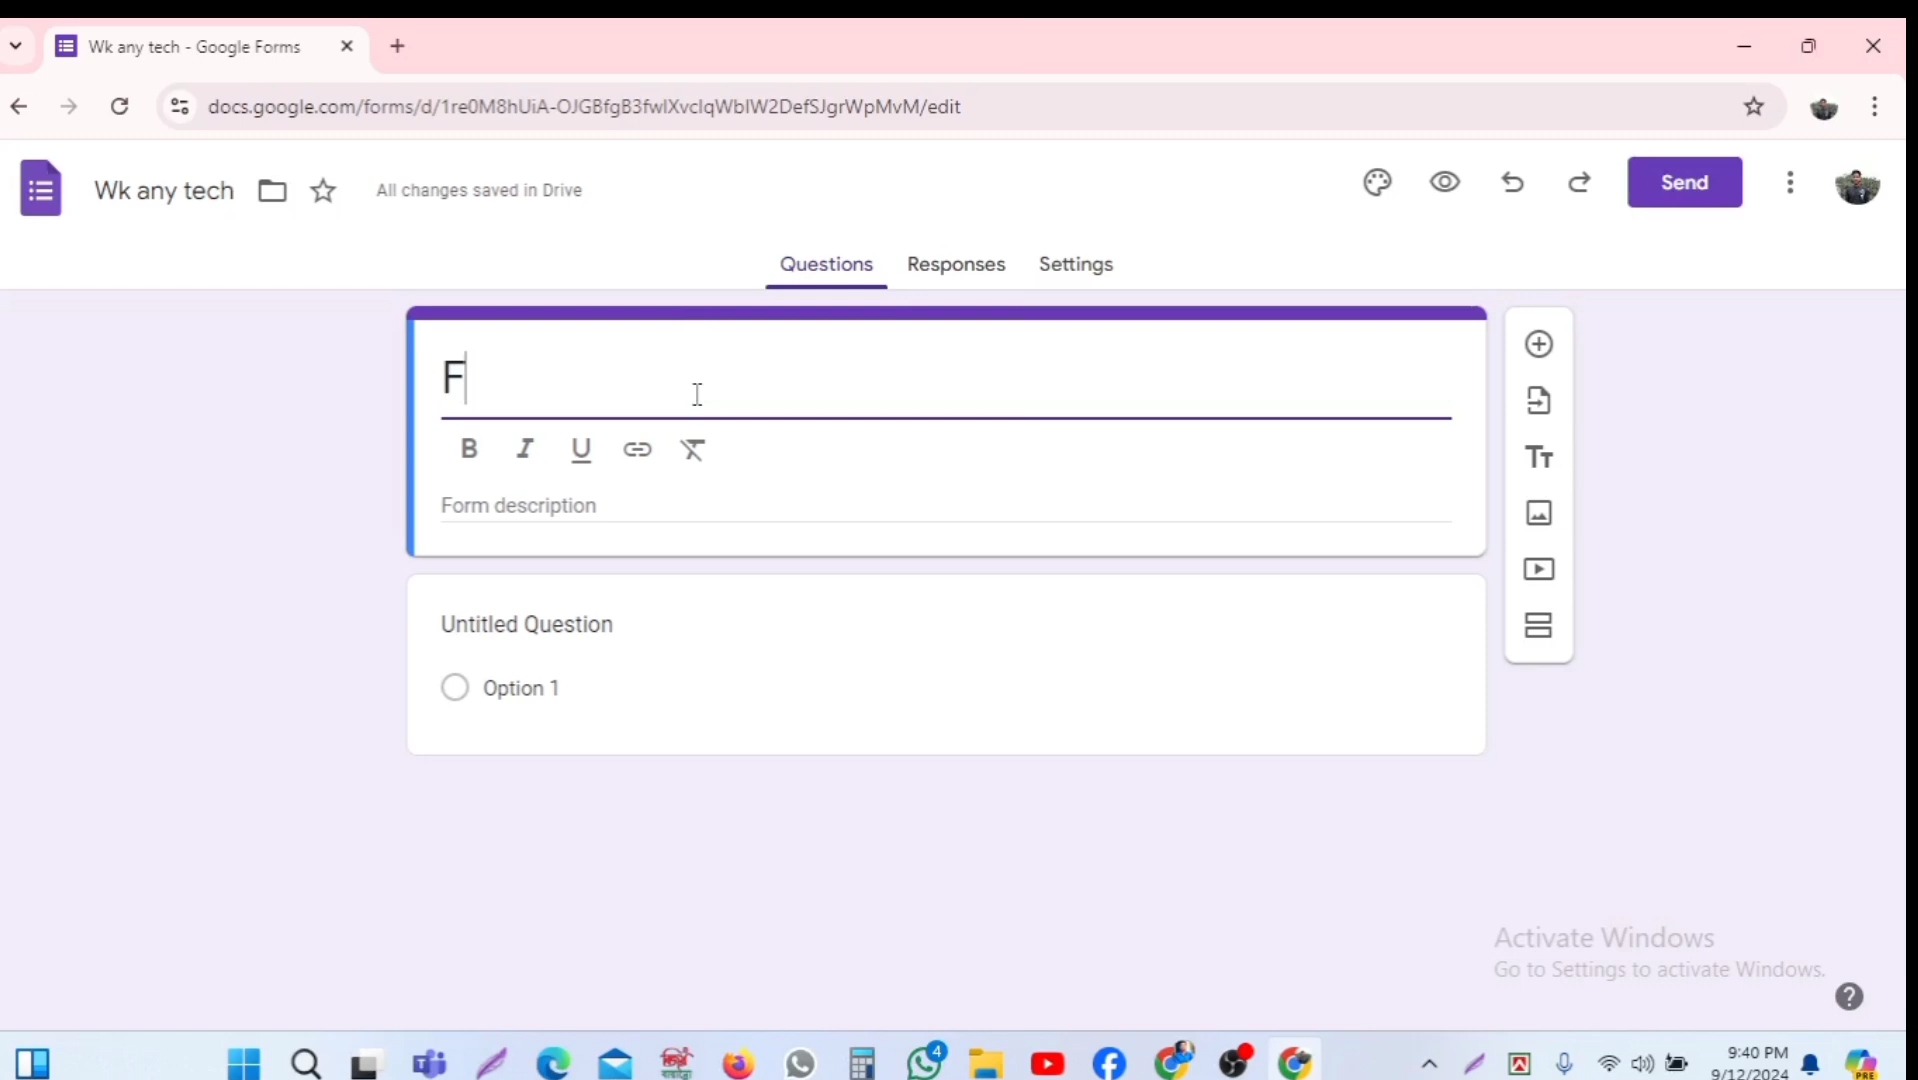 Wk any tech - Google Forms
docs.google.com/forms/d/1re0M8hUiA-OJGBfgB3fwlXvclqWblW2DefSJgrWpMvM/edit
Wk any tech
All changes saved in Drive
Send
Questions
Responses
Settings
F
B I U
Form description
Untitled Question
Option 1
Activate Windows
Go to Settings to activate Windows.
4
9:40 PM
9/12/2024
PRE